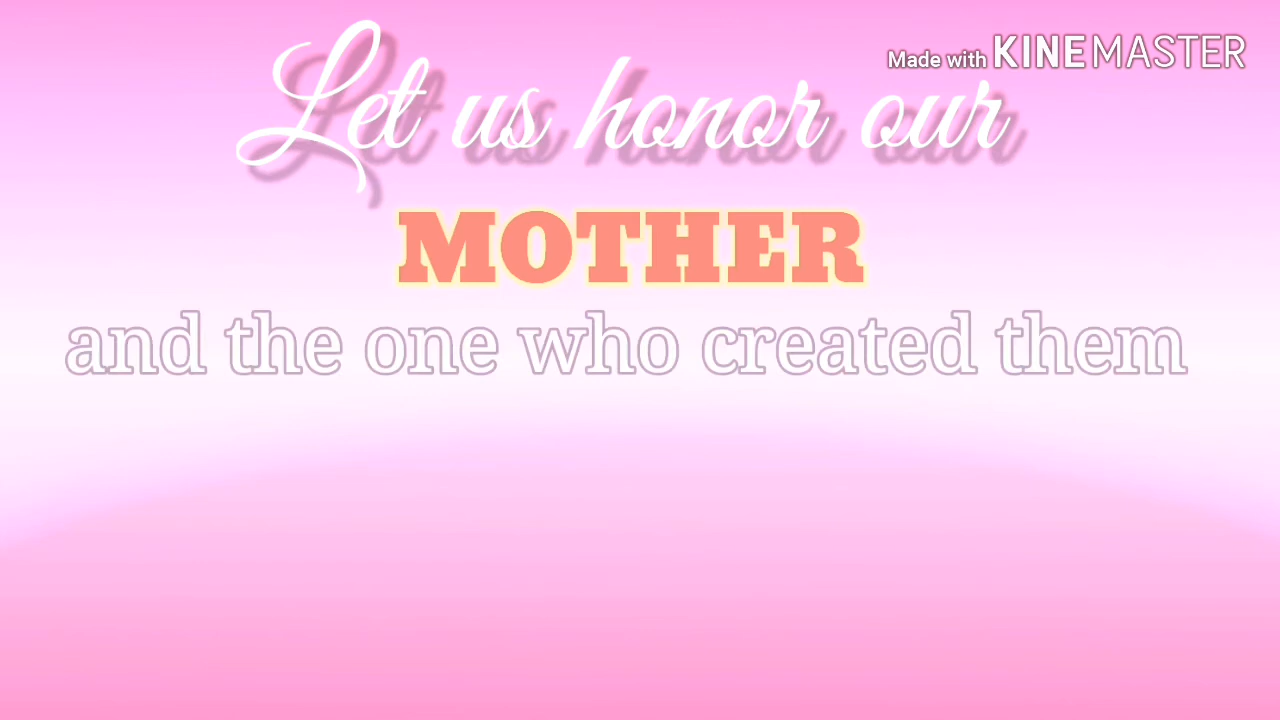 Made with KINEMASTER
Let us honor our
MOTHER
and the one who created them